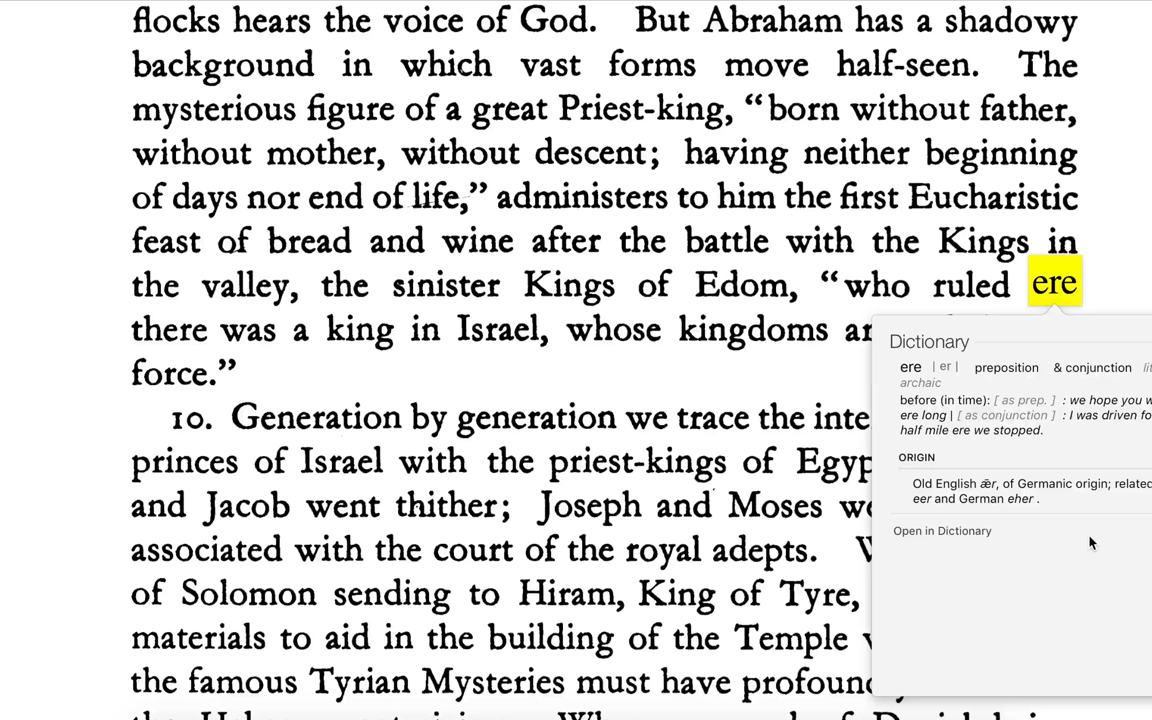 flocks hears the voice of God. But Abraham has a shadowy
background in which vast forms move half-seen. The
mysterious figure of a great Priest-king, “born without father,
without mother, without descent; having neither beginning
of days nor end of life,” administers to him the first Eucharistic
feast of bread and wine after the battle with the Kings in
the valley, the sinister Kings of Edom, “who ruled ere
there was a king in Israel, whose kingdoms
force.”
10. Generation by generation we trace the
princes of Israel with the priest-kings of
and Jacob went thither; Joseph and Moses
associated with the court of the royal adepts.
of Solomon sending to Hiram, King of Tyre,
materials to aid in the building of the Temple
the famous Tyrian Mysteries must have
Dictionary
ere | er | preposition & conjunction
archaic
before (in time): [ as prep. ] : we hope you
ere long | [ as conjunction ] : I was driven
half mile ere we stopped.
ORIGIN
Old English ǣr, of Germanic origin; related
eer and German eher .
Open in Dictionary